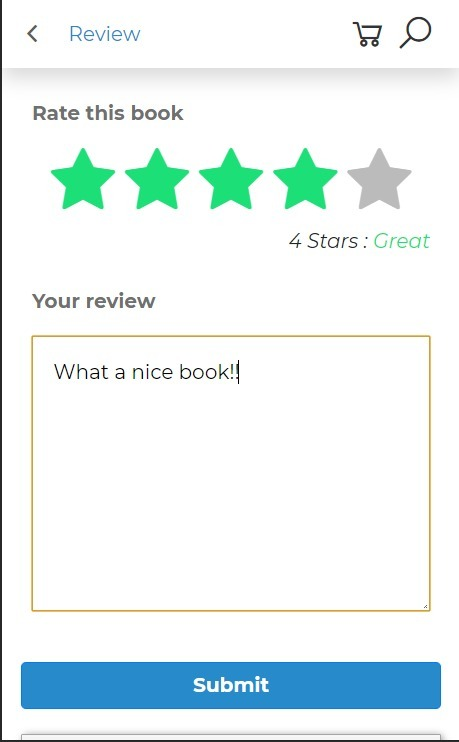 Review
Rate this book
4 Stars : Great
Your review
What a nice book!!
Submit